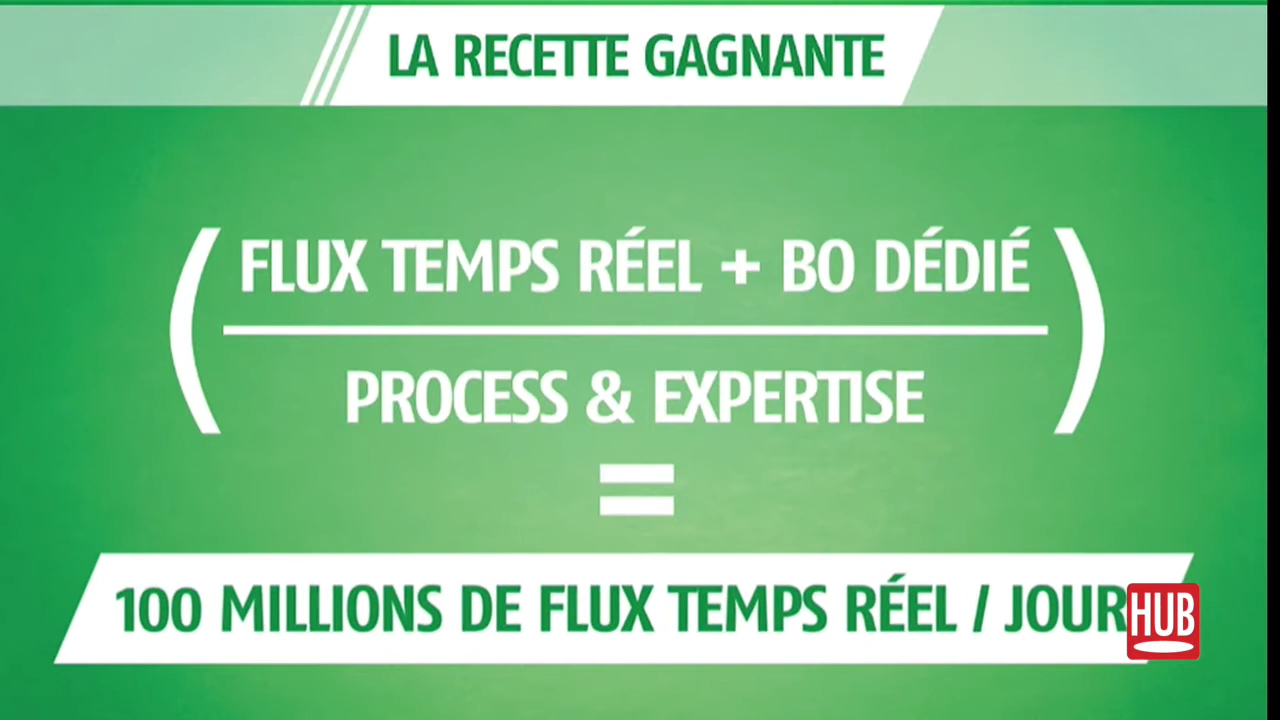 LA RECETTE GAGNANTE
(FLUX TEMPS RÉEL + BO DÉDIÉ
PROCESS & EXPERTISE)
=
100 MILLIONS DE FLUX TEMPS RÉEL / JOUR
HUB